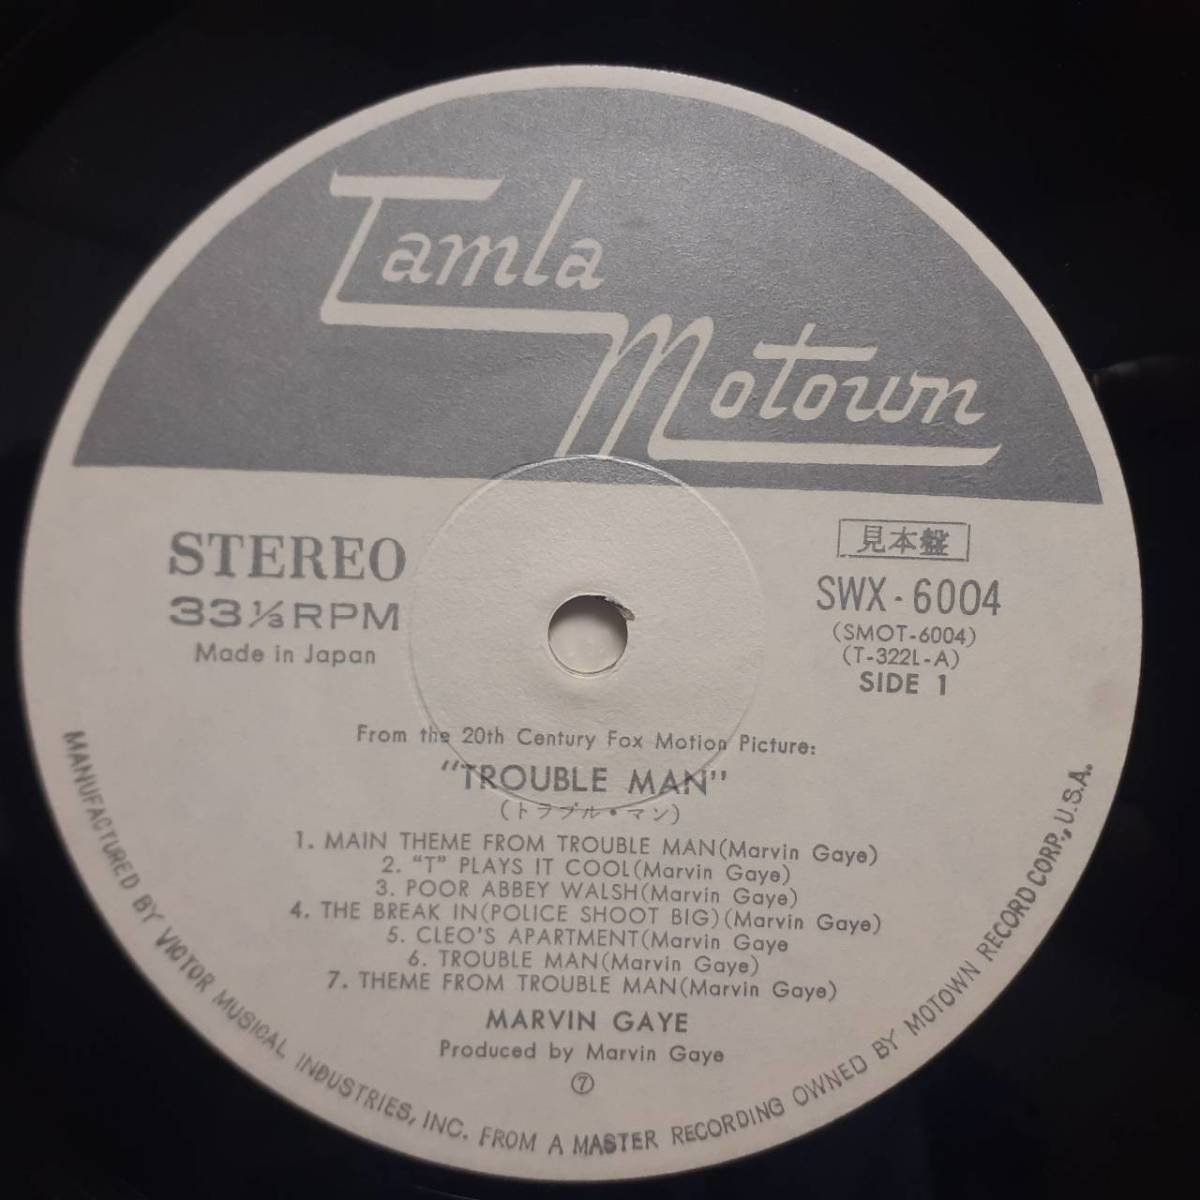 Tamla
Motown
STEREO
33 1/3 RPM
Made in Japan
見本盤
SWX-6004
(SMOT-6004)
(T-322L-A)
SIDE 1
From the 20th Century Fox Motion Picture:
"TROUBLE MAN"
(トラブル・マン)
1. MAIN THEME FROM TROUBLE MAN(Marvin Gaye)
2. "T" PLAYS IT COOL(Marvin Gaye)
3. POOR ABBEY WALSH(Marvin Gaye)
4. THE BREAK IN(POLICE SHOOT BIG)(Marvin Gaye)
5. CLEO'S APARTMENT(Marvin Gaye
6. TROUBLE MAN(Marvin Gaye)
7. THEME FROM TROUBLE MAN(Marvin Gaye)
MARVIN GAYE
Produced by Marvin Gaye
⑦
MANUFACTURED BY VICTOR MUSICAL INDUSTRIES, INC. FROM A MASTER RECORDING OWNED BY MOTOWN RECORD CORP., U.S.A.